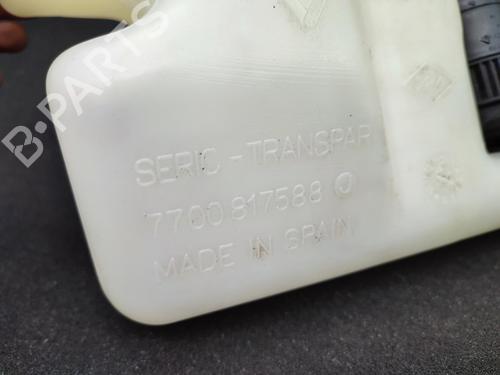 SERIC - TRANSPAR
7700 817588 J
MADE IN SPAIN
B-PARTS